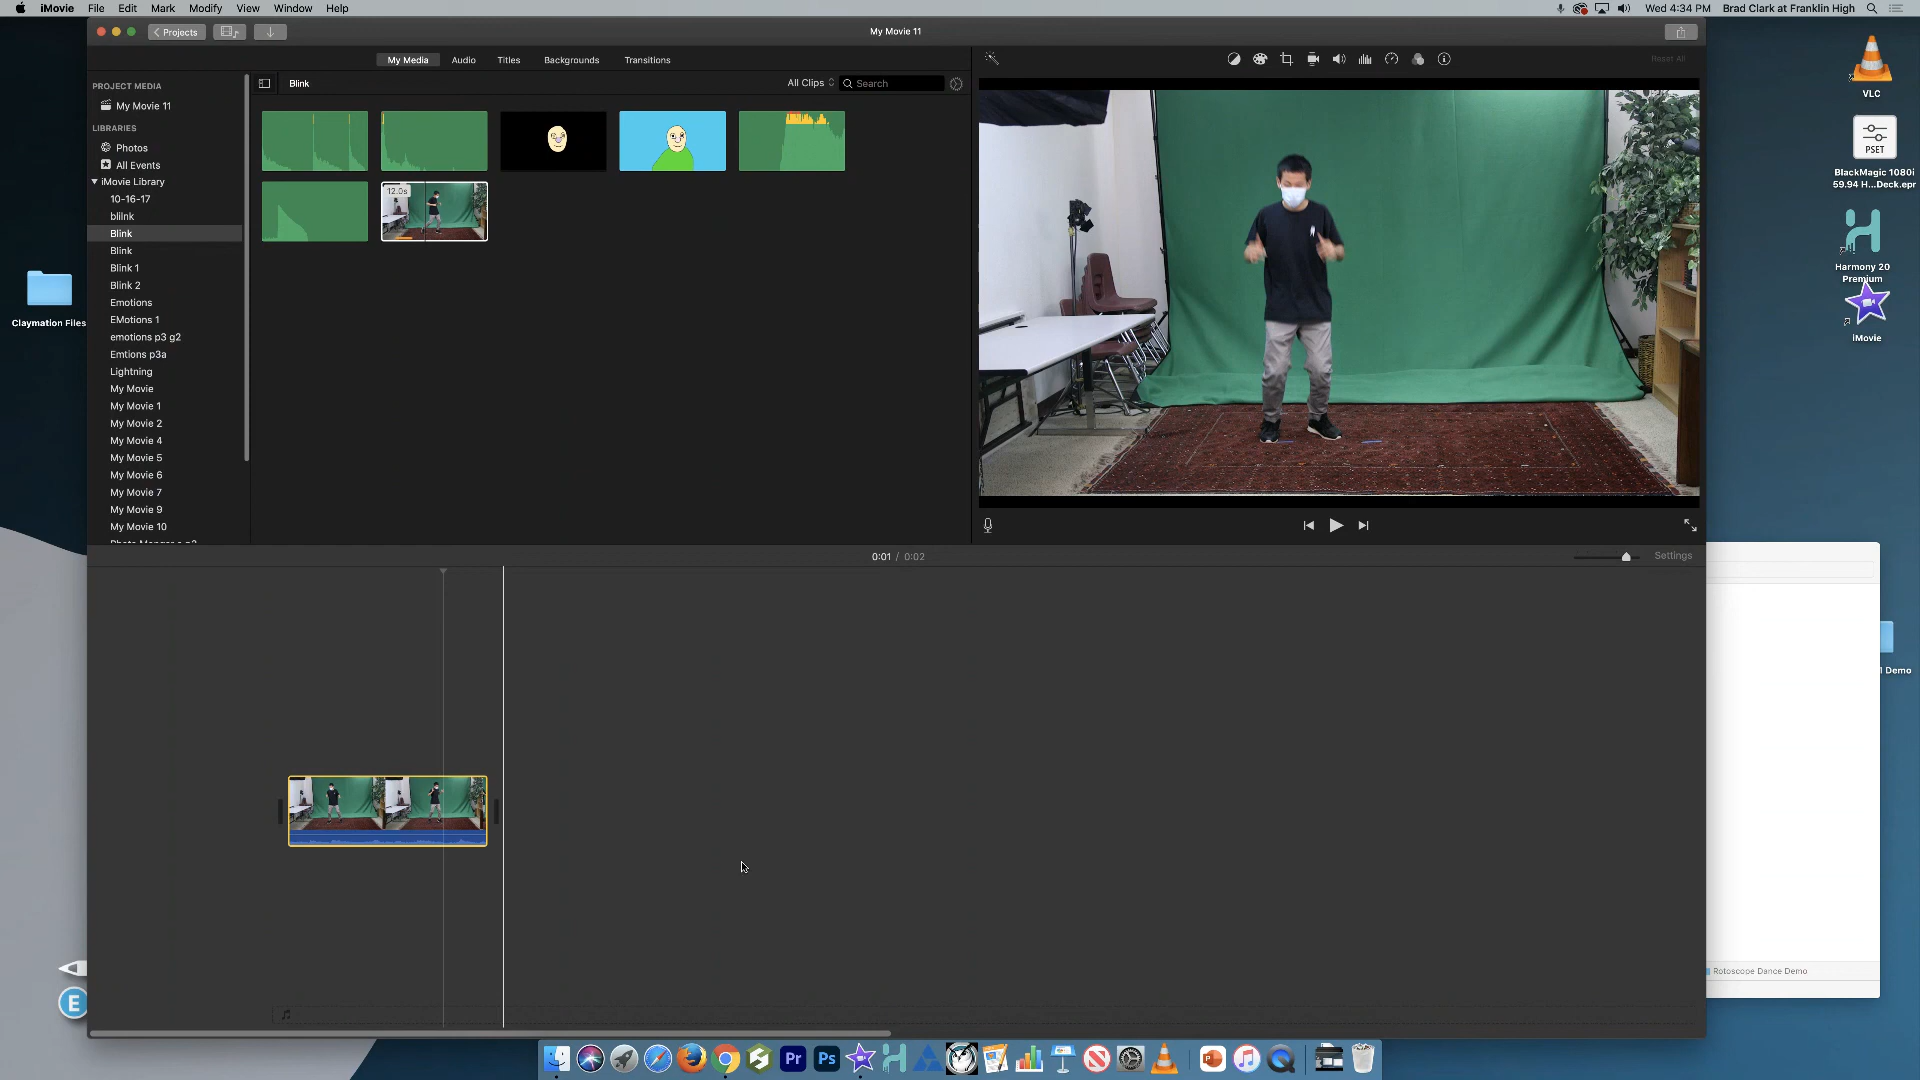 iMovie File Edit Mark Modify View Window Help
Wed 4:34 PM Brad Clark at Franklin High
Projects
My Movie 11
My Media Audio Titles Backgrounds Transitions
Reset All
PROJECT MEDIA
My Movie 11
LIBRARIES
Photos
All Events
iMovie Library
10-16-17
bliink
Blink
Blink
Blink 1
Blink 2
Emotions
EMotions 1
emotions p3 g2
Emtions p3a
Lightning
My Movie
My Movie 1
My Movie 2
My Movie 4
My Movie 5
My Movie 6
My Movie 7
My Movie 9
My Movie 10
Blink
All Clips
Search
12.0s
0:01 / 0:02
Settings
Claymation Files
VLC
PSET
BlackMagic 1080i
59.94 H...Deck.epr
Harmony 20
Premium
iMovie
Demo
Rotoscope Dance Demo
E
Pr
Ps